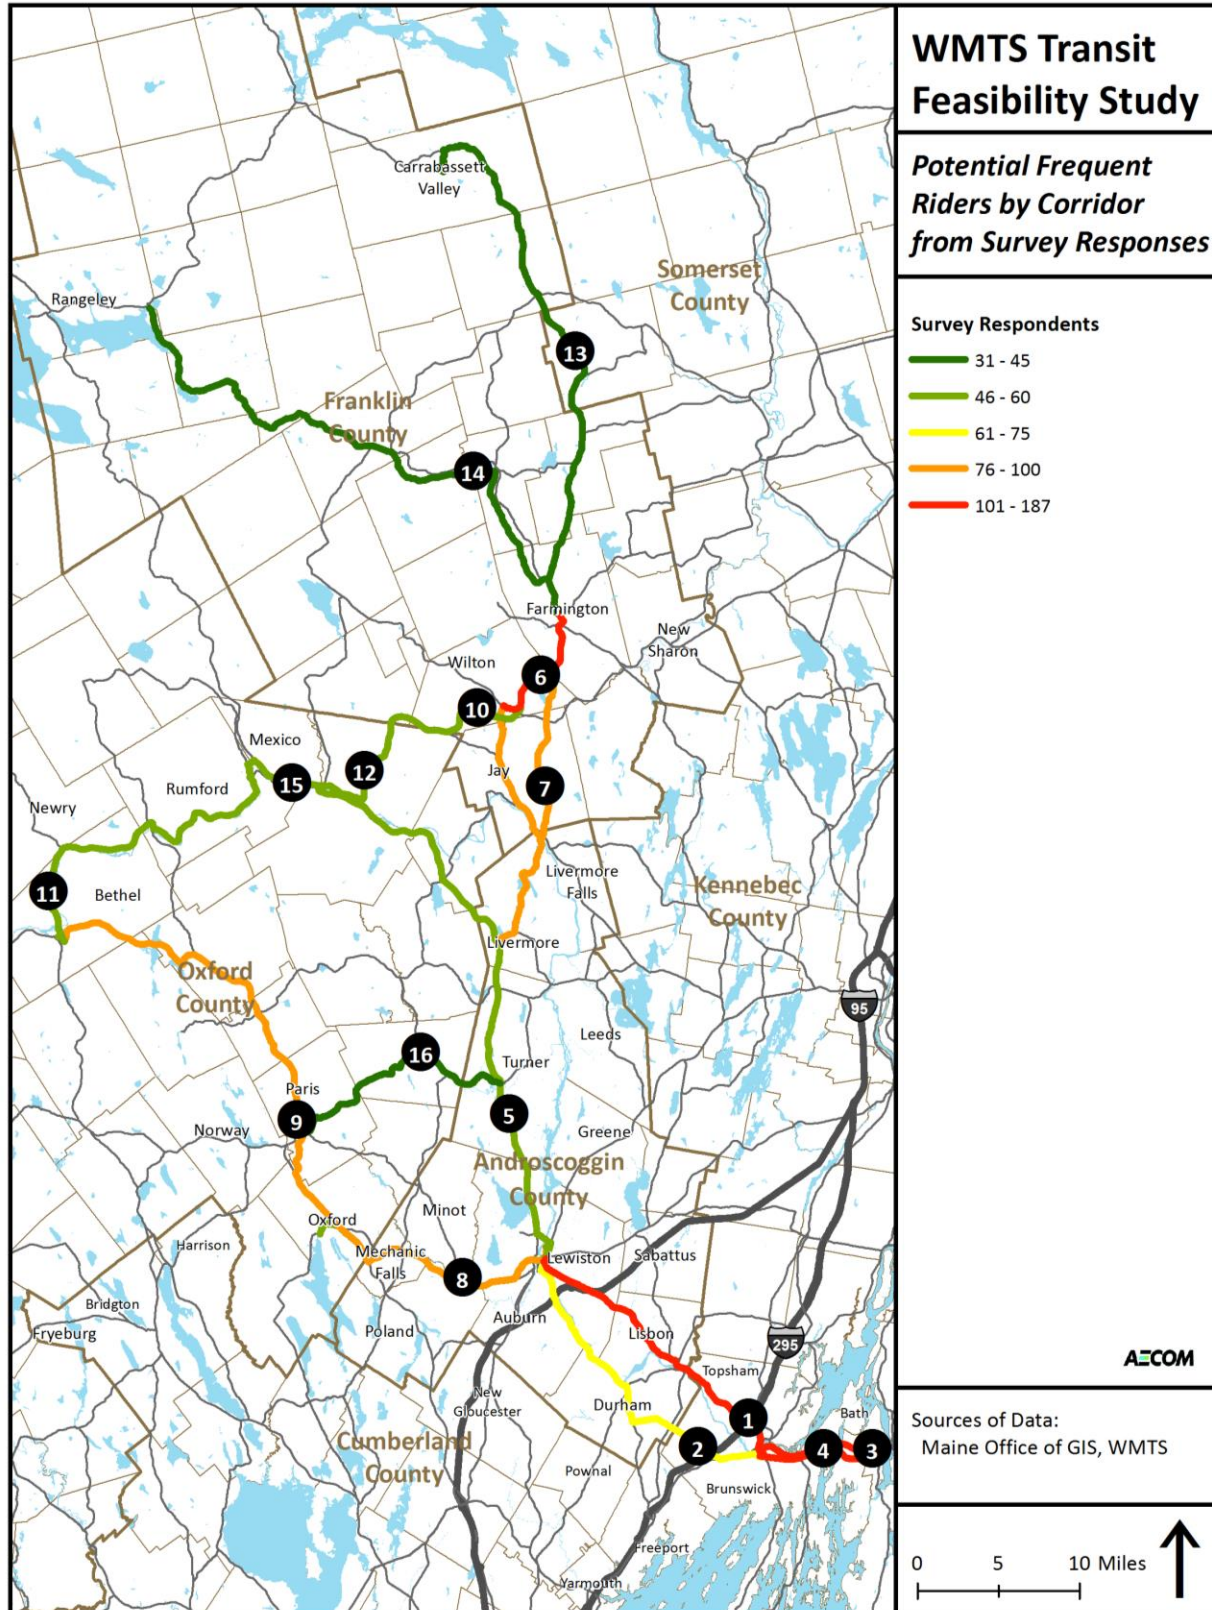 WMTS Transit
Feasibility Study
Potential Frequent
Riders by Corridor
from Survey Responses
Survey Respondents
31 - 45
46 - 60
61 - 75
76 - 100
101 - 187
AECOM
Sources of Data:
Maine Office of GIS, WMTS
0 5 10 Miles
Carrabassett
Valley
Somerset
County
Rangeley
13
Franklin
County
14
Farmington
New
Sharon
Wilton
6
10
Mexico
12
Jay
15
7
Rumford
Newry
Livermore
Falls
11
Bethel
Kennebec
County
Livermore
Oxford
County
95
Leeds
16
Turner
Paris
9
5
Norway
Greene
Androscoggin
County
Minot
Oxford
Harrison
Mechanic
Falls
Lewiston
Sabattus
8
Bridgton
Auburn
Fryeburg
Poland
Lisbon
295
Topsham
New
Gloucester
Durham
1
Bath
2
4
3
Cumberland
County
Pownal
Brunswick
Freeport
Yarmouth